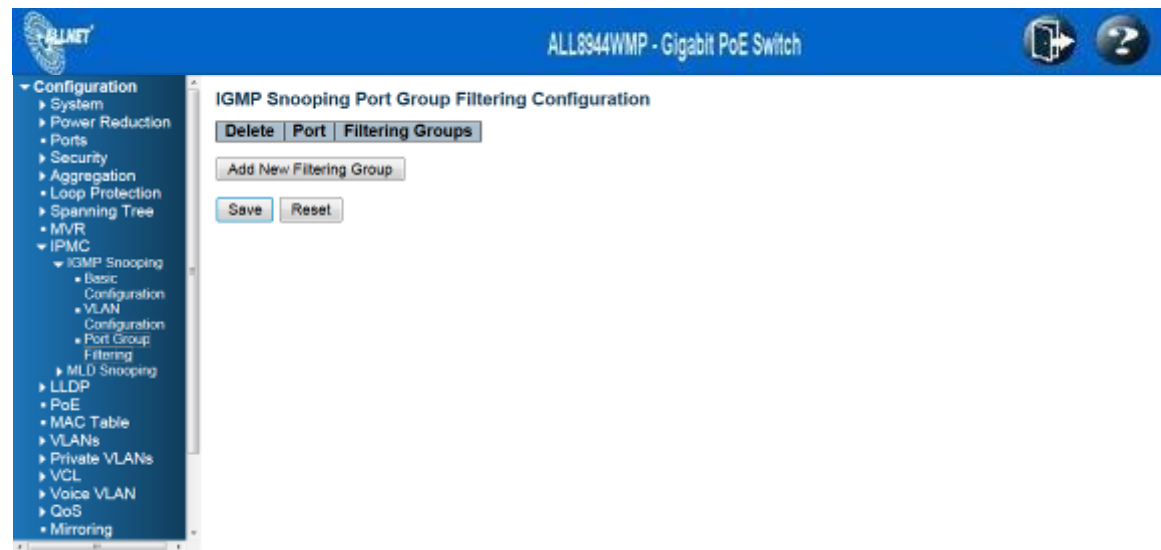 ALLNET
ALL8944WMP - Gigabit PoE Switch
Configuration
System
Power Reduction
Ports
Security
Aggregation
Loop Protection
Spanning Tree
MVR
IPMC
IGMP Snooping
Basic
Configuration
VLAN
Configuration
Port Group
Filtering
MLD Snooping
LLDP
PoE
MAC Table
VLANs
Private VLANs
VCL
Voice VLAN
QoS
Mirroring
IGMP Snooping Port Group Filtering Configuration
Delete Port Filtering Groups
Add New Filtering Group
Save Reset